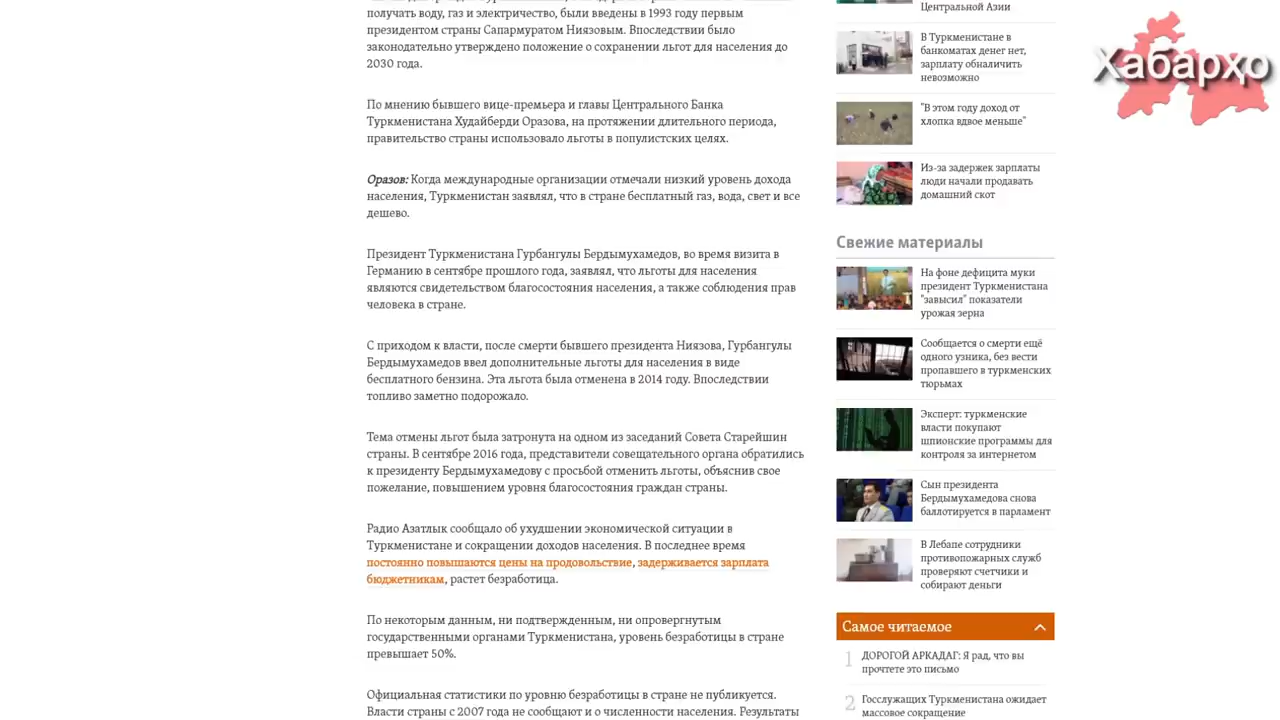 получать воду, газ и электричество, были введены в 1993 году первым
президентом страны Сапармуратом Ниязовым. Впоследствии было
законодательно утверждено положение о сохранении льгот для населения до
2030 года.
По мнению бывшего вице-премьера и главы Центрального Банка
Туркменистана Худайберди Оразова, на протяжении длительного периода,
правительство страны использовало льготы в популистских целях.
Оразов: Когда международные организации отмечали низкий уровень дохода
населения, Туркменистан заявлял, что в стране бесплатный газ, вода, свет и все
дешево.
Президент Туркменистана Гурбангулы Бердымухамедов, во время визита в
Германию в сентябре прошлого года, заявлял, что льготы для населения
являются свидетельством благосостояния населения, а также соблюдения прав
человека в стране.
С приходом к власти, после смерти бывшего президента Ниязова, Гурбангулы
Бердымухамедов ввел дополнительные льготы для населения в виде
бесплатного бензина. Эта льгота была отменена в 2014 году. Впоследствии
топливо заметно подорожало.
Тема отмены льгот была затронута на одном из заседаний Совета Старейшин
страны. В сентябре 2016 года, представители совещательного органа обратились
к президенту Бердымухамедову с просьбой отменить льготы, объяснив свое
пожелание, повышением уровня благосостояния граждан страны.
Радио Азатлык сообщало об ухудшении экономической ситуации в
Туркменистане и сокращении доходов населения. В последнее время
постоянно повышаются цены на продовольствие, задерживается зарплата
бюджетникам, растет безработица.
По некоторым данным, ни подтвержденным, ни опровергнутым
государственными органами Туркменистана, уровень безработицы в стране
превышает 50%.
Официальная статистики по уровню безработицы в стране не публикуется.
Власти страны с 2007 года не сообщают и о численности населения. Результаты
Центральной Азии
В Туркменистане в
банкоматах денег нет,
зарплату обналичить
невозможно
"В этом году доход от
хлопка вдвое меньше"
Из-за задержек зарплаты
люди начали продавать
домашний скот
Свежие материалы
На фоне дефицита муки
президент Туркменистана
"завысил" показатели
урожая зерна
Сообщается о смерти ещё
одного узника, без вести
пропавшего в туркменских
тюрьмах
Эксперт: туркменские
власти покупают
шпионские программы для
контроля за интернетом
Сын президента
Бердымухамедова снова
баллотируется в парламент
В Лебапе сотрудники
противопожарных служб
проверяют счетчики и
собирают деньги
Самое читаемое
1 ДОРОГОЙ АРКАДАГ: Я рад, что вы
прочтете это письмо
2 Госслужащих Туркменистана ожидает
массовое сокращение
Хабарҳо